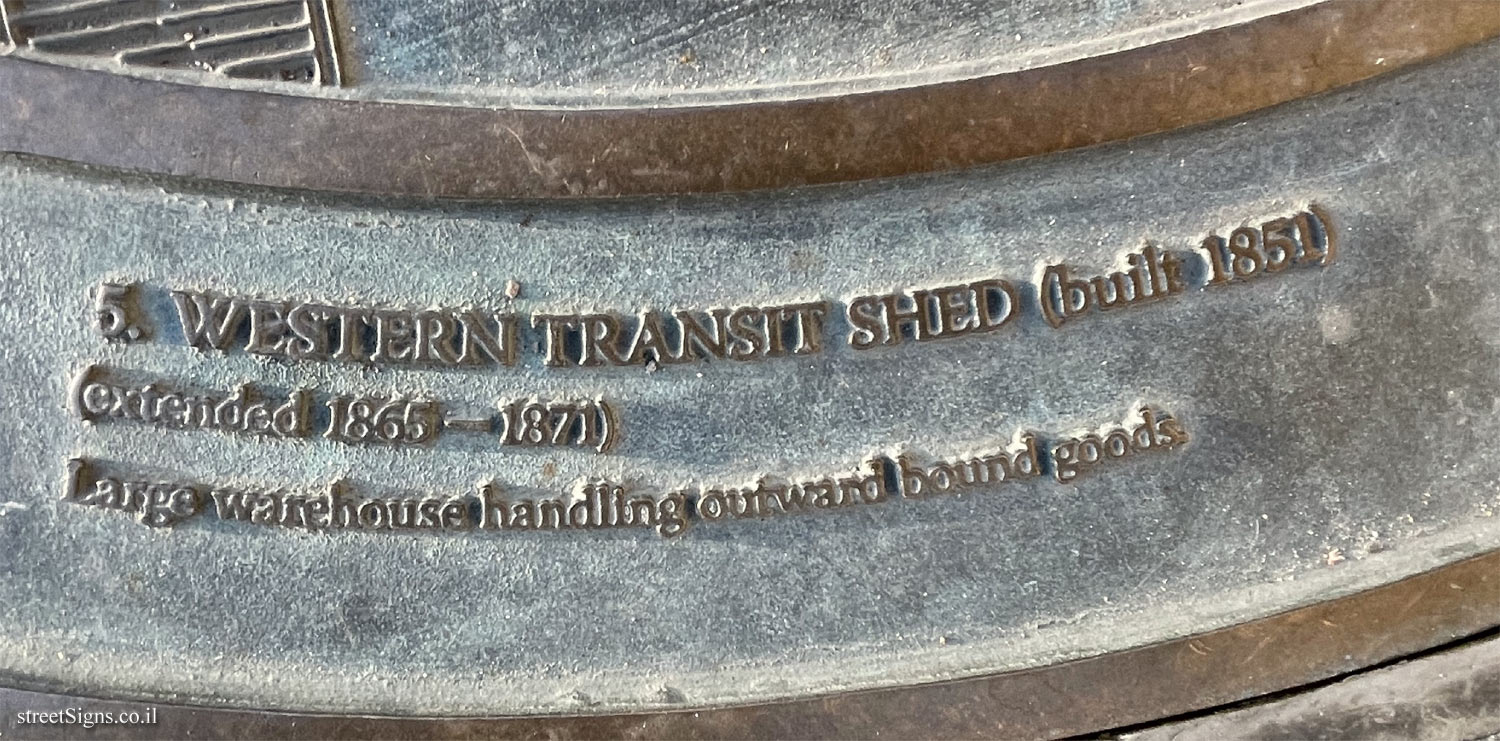 5. WESTERN TRANSIT SHED (built 1851)
(extended 1865 — 1871)
Large warehouse handling outward bound goods.
streetSigns.co.il